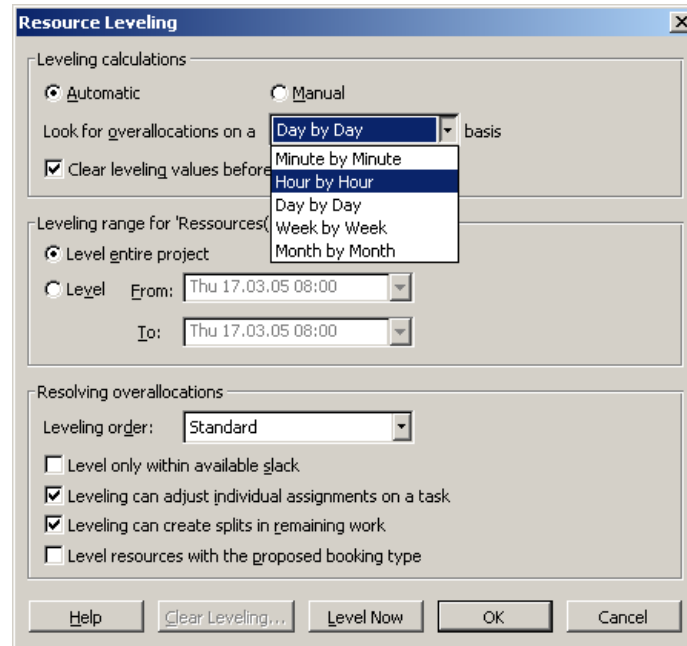 Resource Leveling
Leveling calculations
Automatic Manual
Look for overallocations on a Day by Day basis
Clear leveling values before
Minute by Minute
Hour by Hour
Day by Day
Week by Week
Month by Month
Leveling range for 'Ressources(
Level entire project
Level From: Thu 17.03.05 08:00
To: Thu 17.03.05 08:00
Resolving overallocations
Leveling order: Standard
Level only within available slack
Leveling can adjust individual assignments on a task
Leveling can create splits in remaining work
Level resources with the proposed booking type
Help Clear Leveling... Level Now OK Cancel